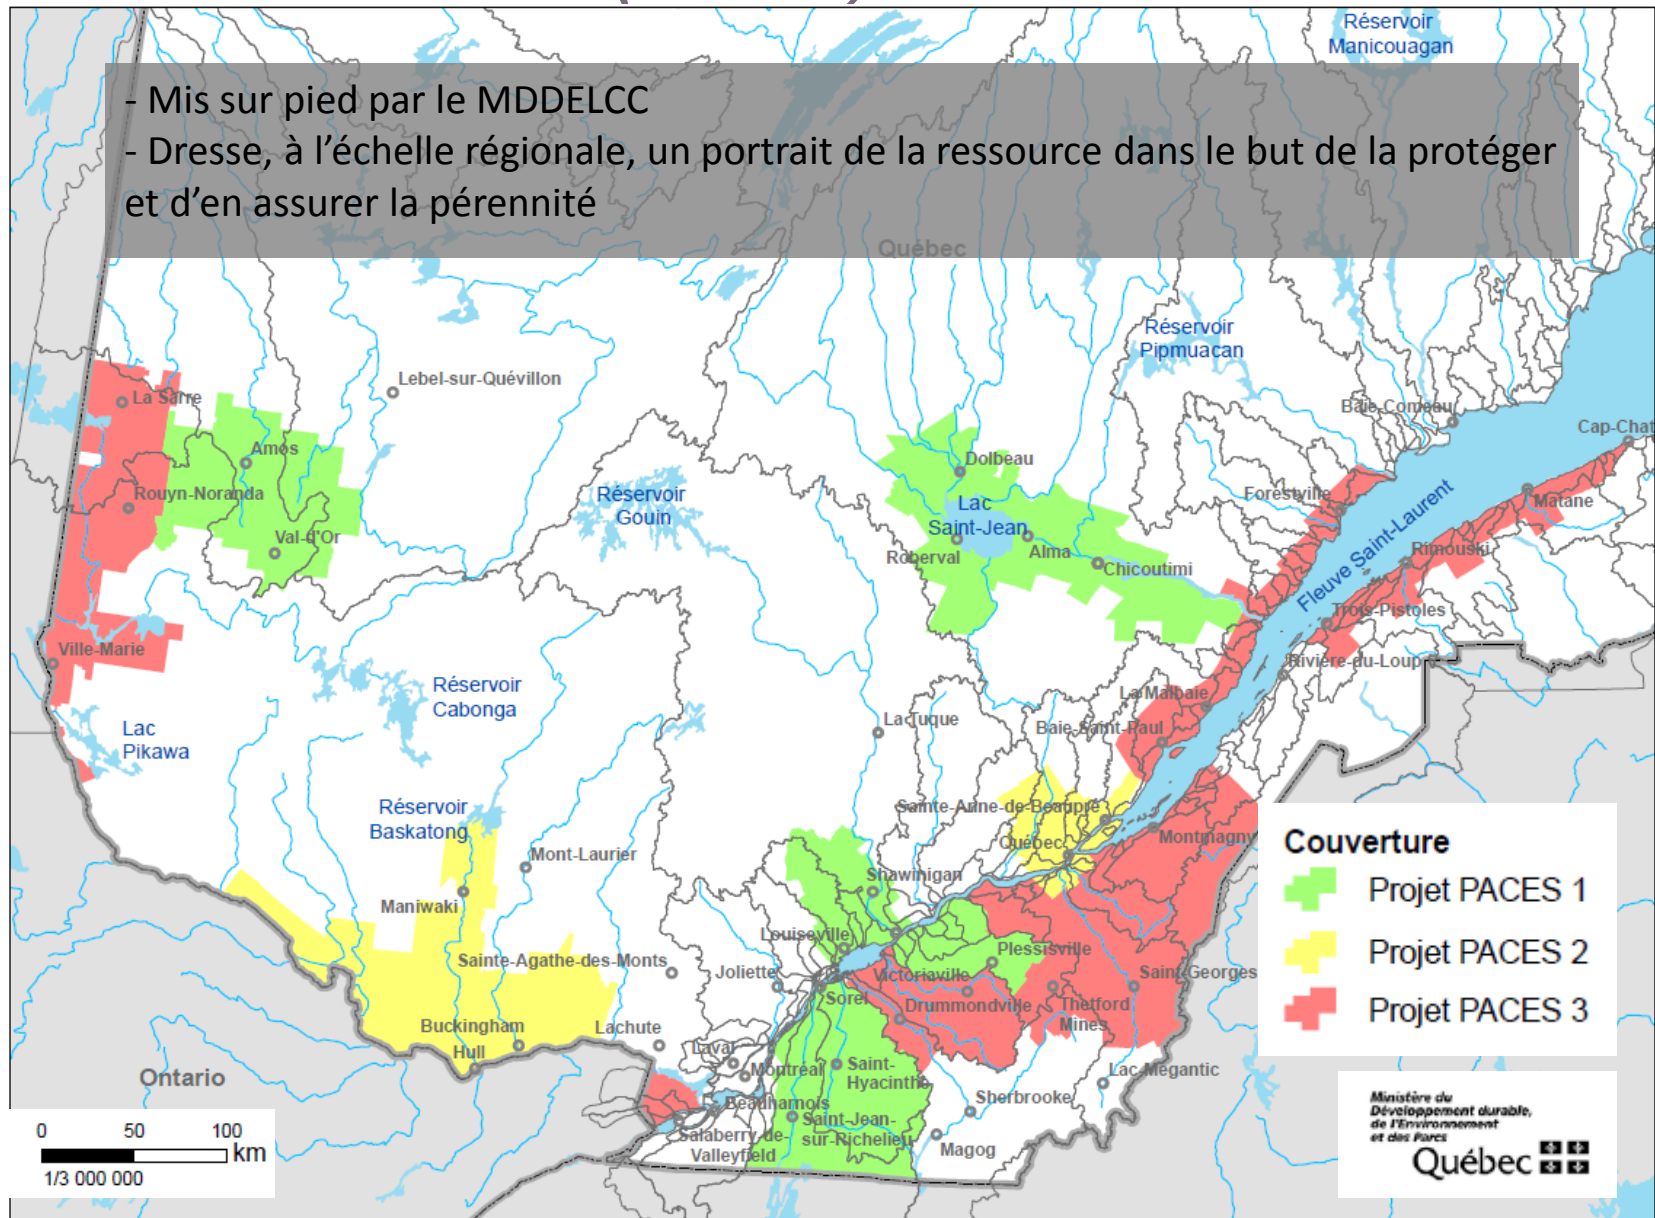 Réservoir
Manicouagan
- Mis sur pied par le MDDELCC
- Dresse, à l’échelle régionale, un portrait de la ressource dans le but de la protéger
et d’en assurer la pérennité
Québec
Réservoir
Pipmuacan
Lebel-sur-Quévillon
La Sarre
Baie-Comeau
Cap-Chat
Amos
Dolbeau
Rouyn-Noranda
Réservoir
Gouin
Forestville
Matane
Lac
Saint-Jean
Val-d'Or
Roberval
Alma
Chicoutimi
Rimouski
Fleuve Saint-Laurent
Trois-Pistoles
Ville-Marie
Rivière-du-Loup
Réservoir
Cabonga
La Malbaie
Lac
Pikawa
La Tuque
Baie-Saint-Paul
Réservoir
Baskatong
Sainte-Anne-de-Beaupré
Québec
Montmagny
Mont-Laurier
Shawinigan
Maniwaki
Couverture
Projet PACES 1
Projet PACES 2
Projet PACES 3
Louiseville
Plessisville
Sainte-Agathe-des-Monts
Joliette
Victoriaville
Saint-Georges
Sorel
Drummondville
Thetford
Mines
Buckingham
Lachute
Hull
Laval
Montréal
Saint-
Hyacinthe
Lac-Mégantic
Ontario
Beauharnois
Sherbrooke
Saint-Jean-
sur-Richelieu
Salaberry-de-
Valleyfield
Magog
0 50 100
km
1/3 000 000
Ministère du
Développement durable,
de l'Environnement
et des Parcs
Québec